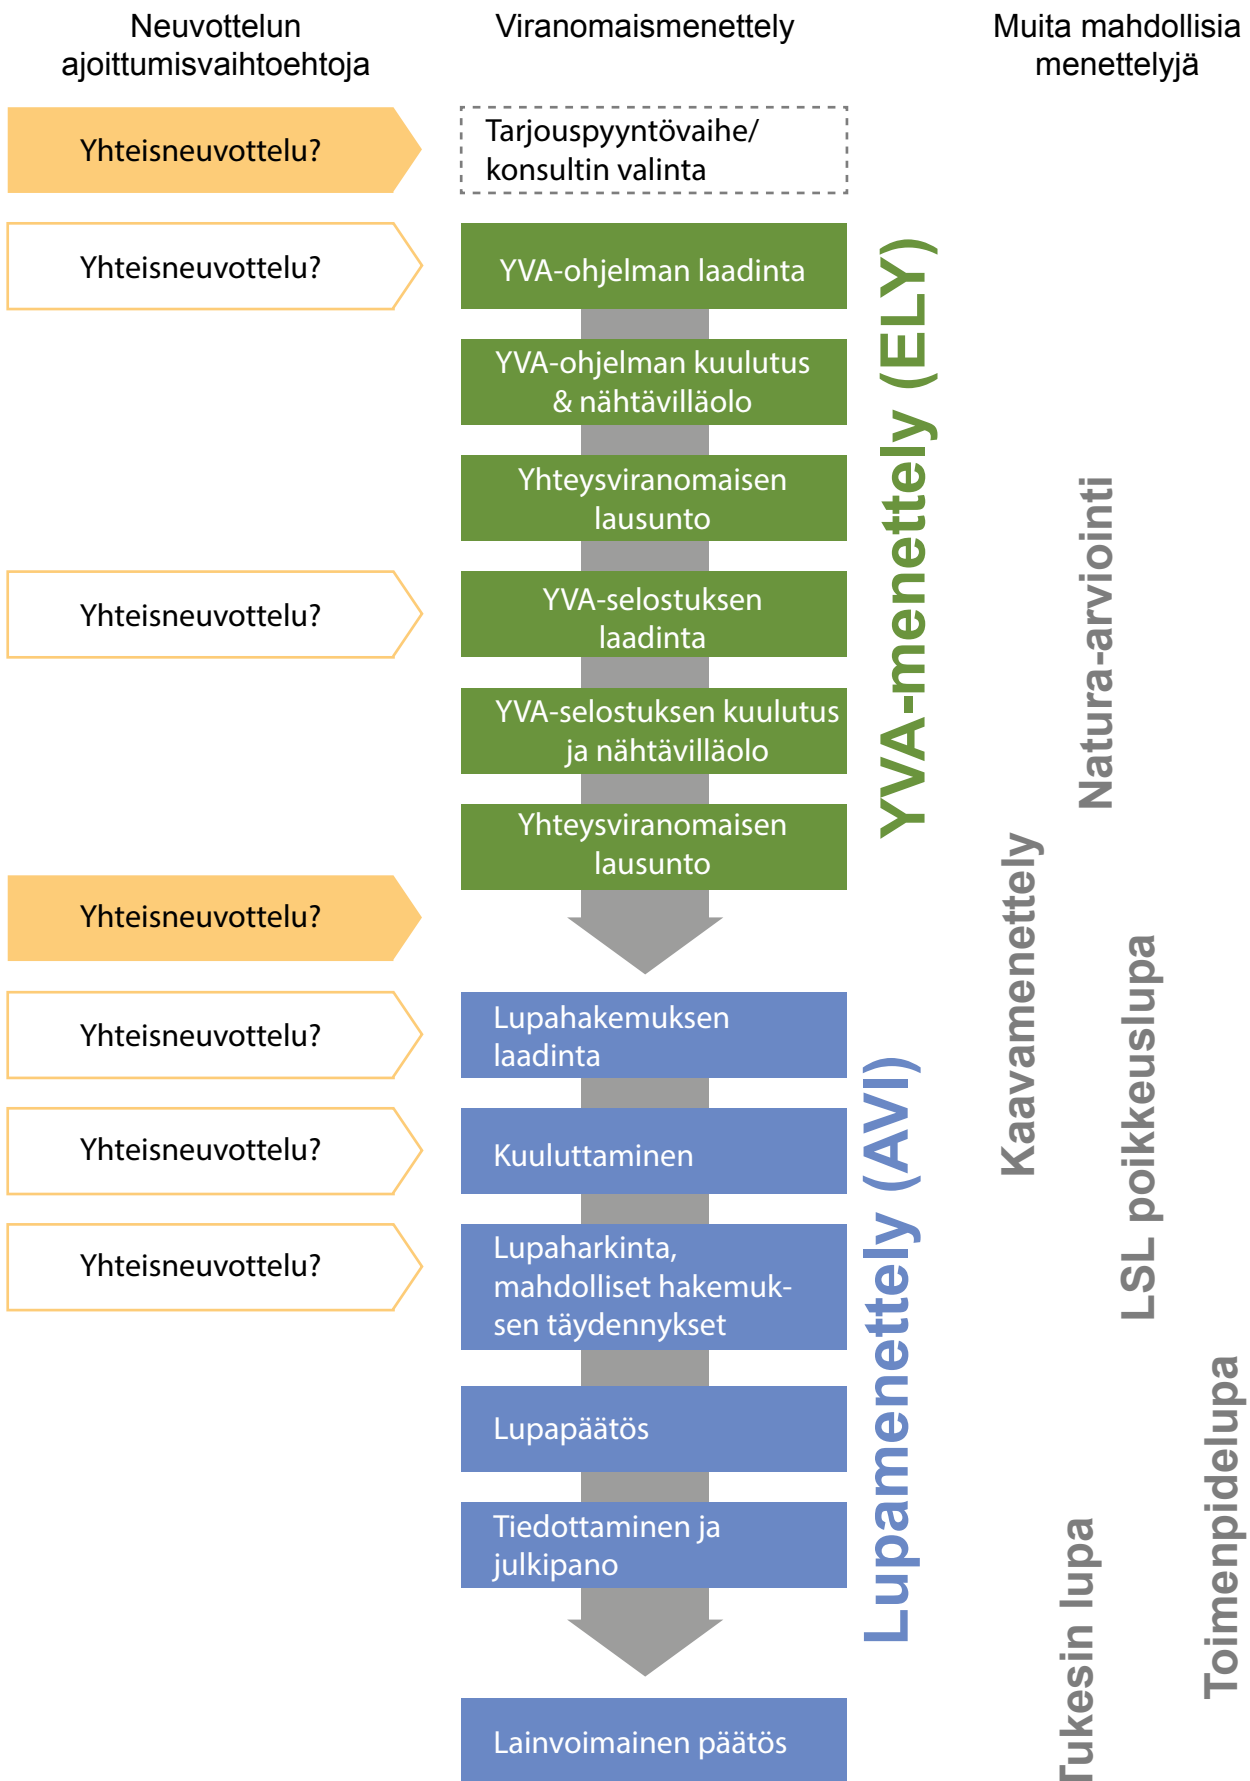 Neuvottelun
ajoittumisvaihtoehtoja
Viranomaismenettely
Muita mahdollisia
menettelyjä
Yhteisneuvottelu?
Tarjouspyyntövaihe/
konsultin valinta
Yhteisneuvottelu?
YVA-ohjelman laadinta
YVA-ohjelman kuulutus
& nähtävilläolo
Yhteysviranomaisen
lausunto
Yhteisneuvottelu?
YVA-selostuksen
laadinta
YVA-selostuksen kuulutus
ja nähtävilläolo
Yhteysviranomaisen
lausunto
YVA-menettely (ELY)
Yhteisneuvottelu?
Yhteisneuvottelu?
Lupahakemuksen
laadinta
Yhteisneuvottelu?
Kuuluttaminen
Yhteisneuvottelu?
Lupaharkinta,
mahdolliset hakemuk-
sen täydennykset
Lupapäätös
Tiedottaminen ja
julkipano
Lainvoimainen päätös
Lupamenettely (AVI)
Natura-arviointi
Kaavamenettely
LSL poikkeuslupa
Toimenpidelupa
Tukesin lupa